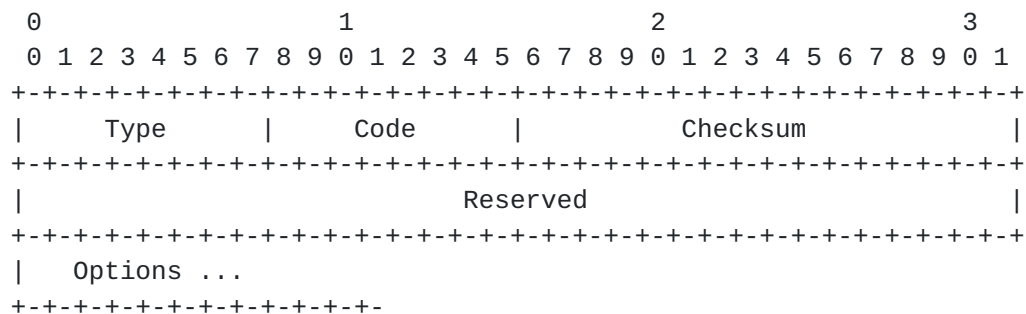 0                   1                   2                   3
 0 1 2 3 4 5 6 7 8 9 0 1 2 3 4 5 6 7 8 9 0 1 2 3 4 5 6 7 8 9 0 1
+-+-+-+-+-+-+-+-+-+-+-+-+-+-+-+-+-+-+-+-+-+-+-+-+-+-+-+-+-+-+-+-+
|     Type      |     Code      |          Checksum             |
+-+-+-+-+-+-+-+-+-+-+-+-+-+-+-+-+-+-+-+-+-+-+-+-+-+-+-+-+-+-+-+-+
|                            Reserved                           |
+-+-+-+-+-+-+-+-+-+-+-+-+-+-+-+-+-+-+-+-+-+-+-+-+-+-+-+-+-+-+-+-+
|   Options ...
+-+-+-+-+-+-+-+-+-+-+-+-